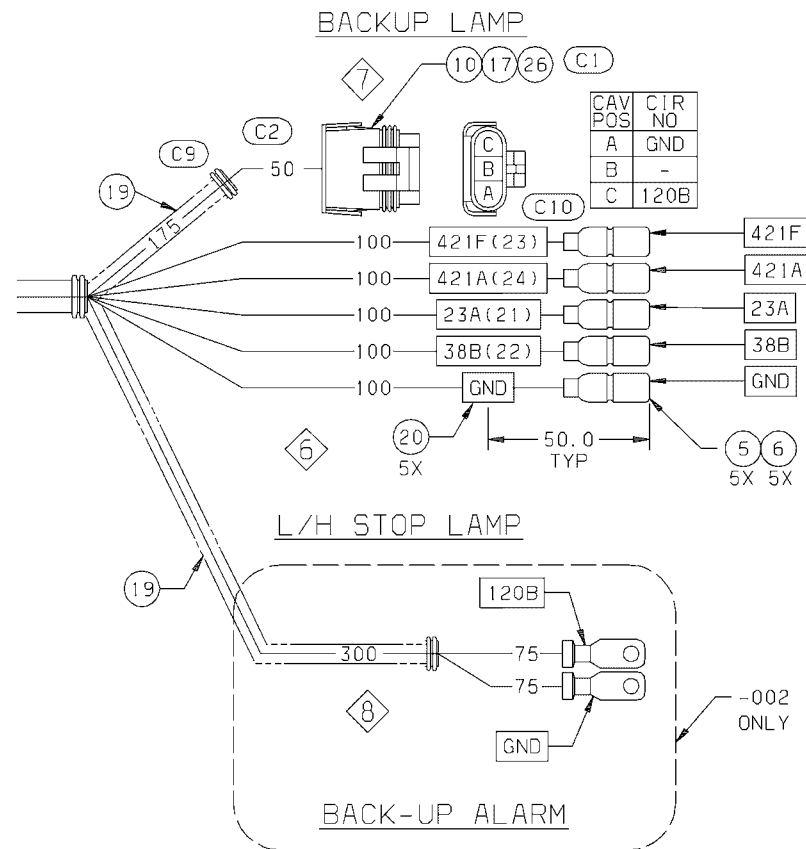 BACKUP LAMP
7
10 17 26 C1
CAV POS CIR NO
A GND
B -
C 120B
C9
C2
50
C
B
A
C10
19
175
100 421F(23) 421F
100 421A(24) 421A
100 23A(21) 23A
100 38B(22) 38B
100 GND GND
6
20
5X
50.0
TYP
5 6
5X 5X
L/H STOP LAMP
19
120B
300
75
75
8
GND
-002
ONLY
BACK-UP ALARM